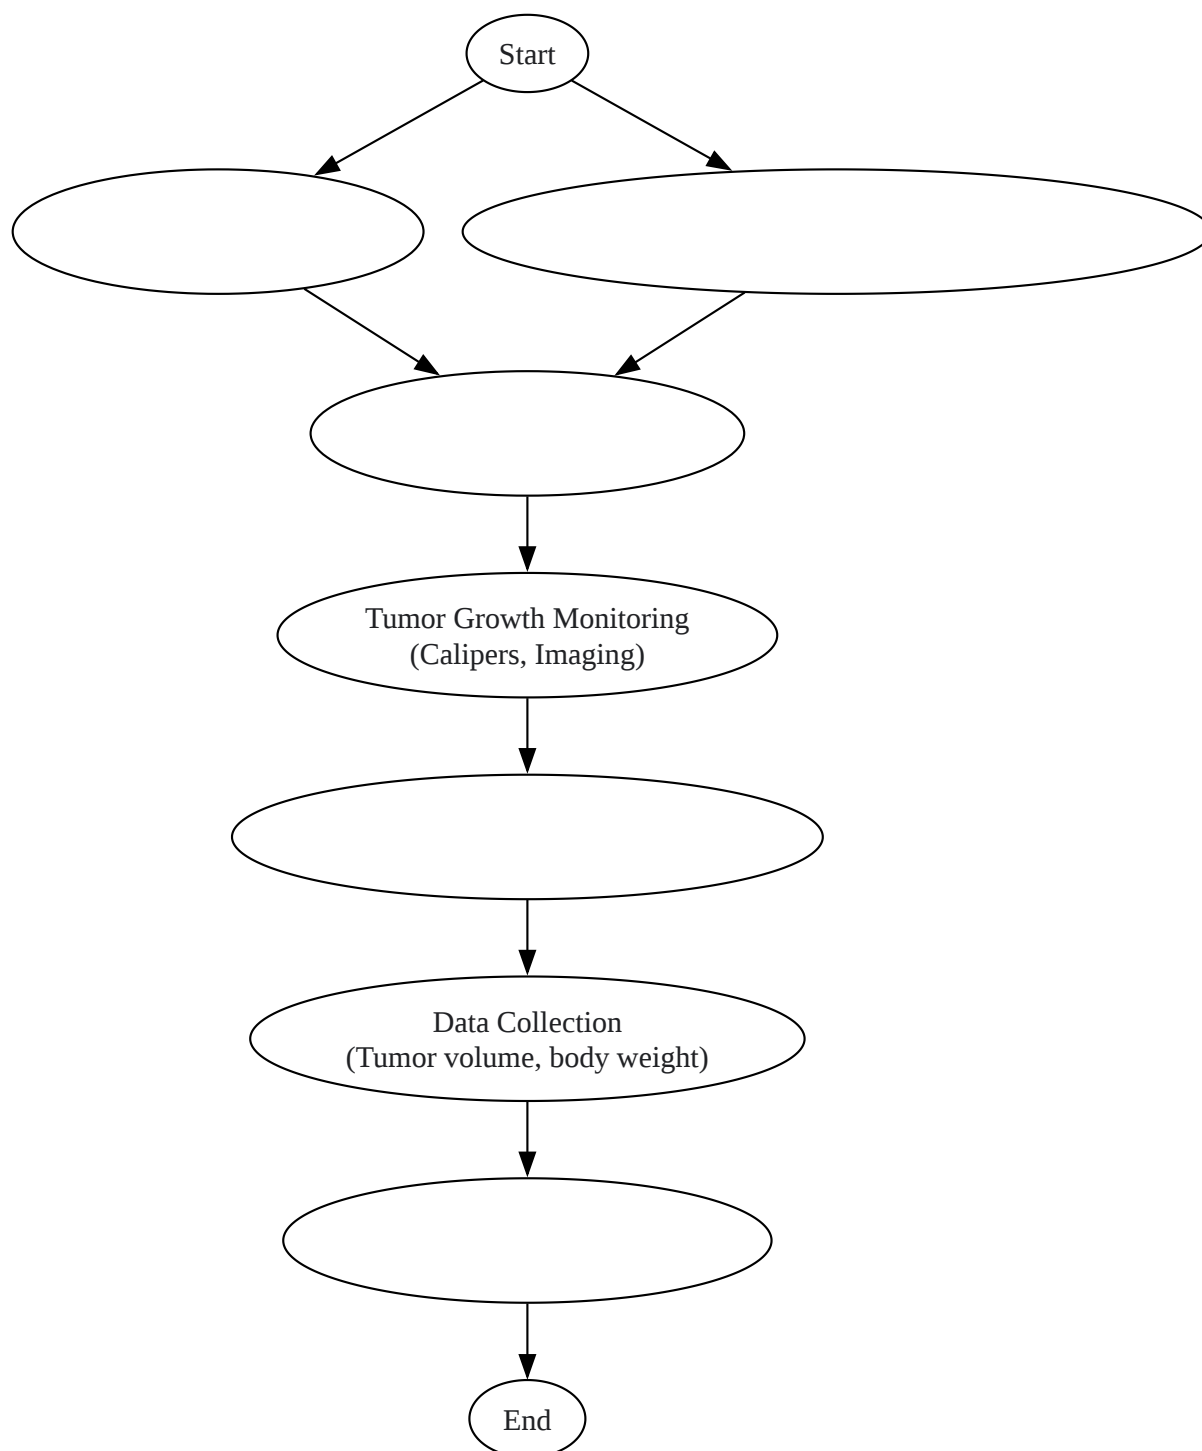 Start
Tumor Growth Monitoring
(Calipers, Imaging)
Data Collection
(Tumor volume, body weight)
End